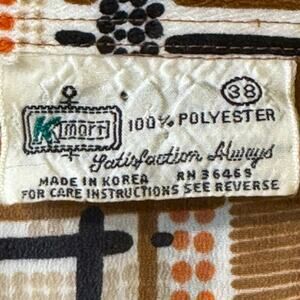 38
Kmart 100% POLYESTER
Satisfaction Always
MADE IN KOREA RN 36469
FOR CARE INSTRUCTIONS SEE REVERSE